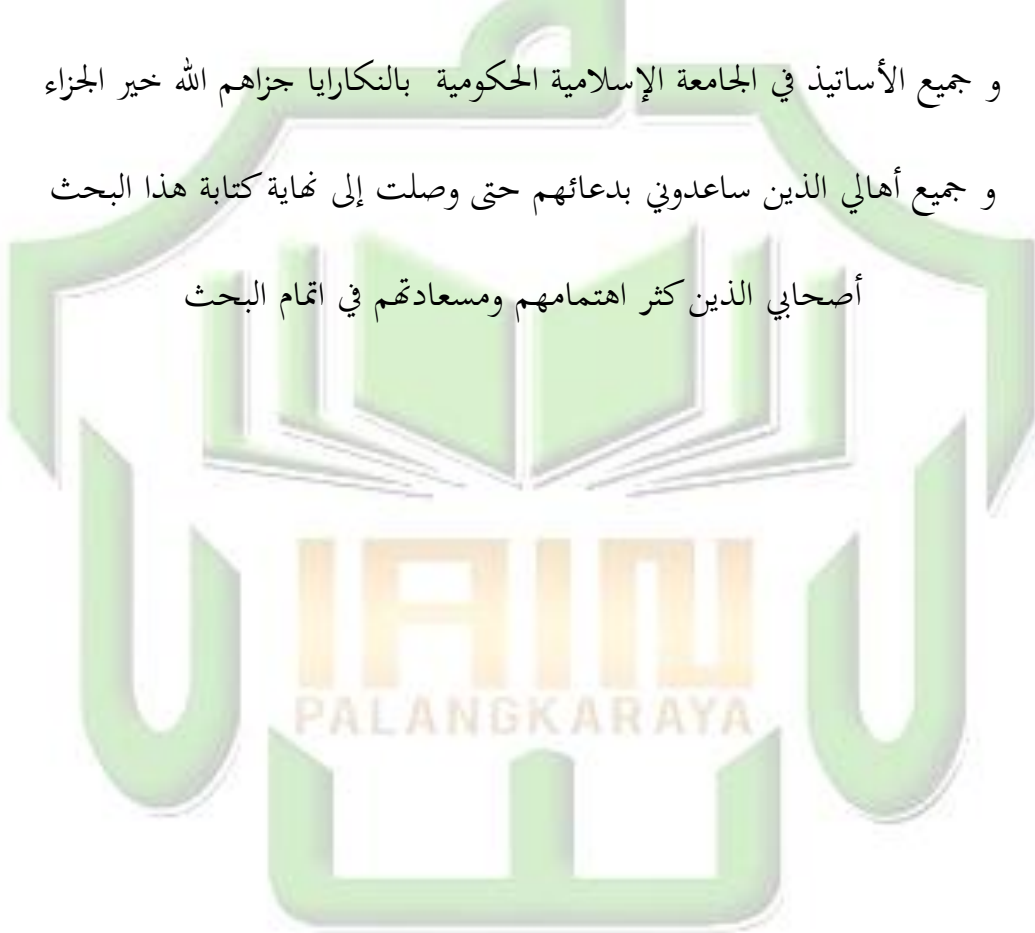 و جميع الأساتيذ في الجامعة الإسلامية الحكومية بالنكارايا جزاهم الله خير الجزاء
و جميع أهالي الذين ساعدوني بدعائهم حتى وصلت إلى نهاية كتابة هذا البحث
أصحابي الذين كثر اهتمامهم ومسعادتهم في اتمام البحث
IAIN
PALANGKARAYA